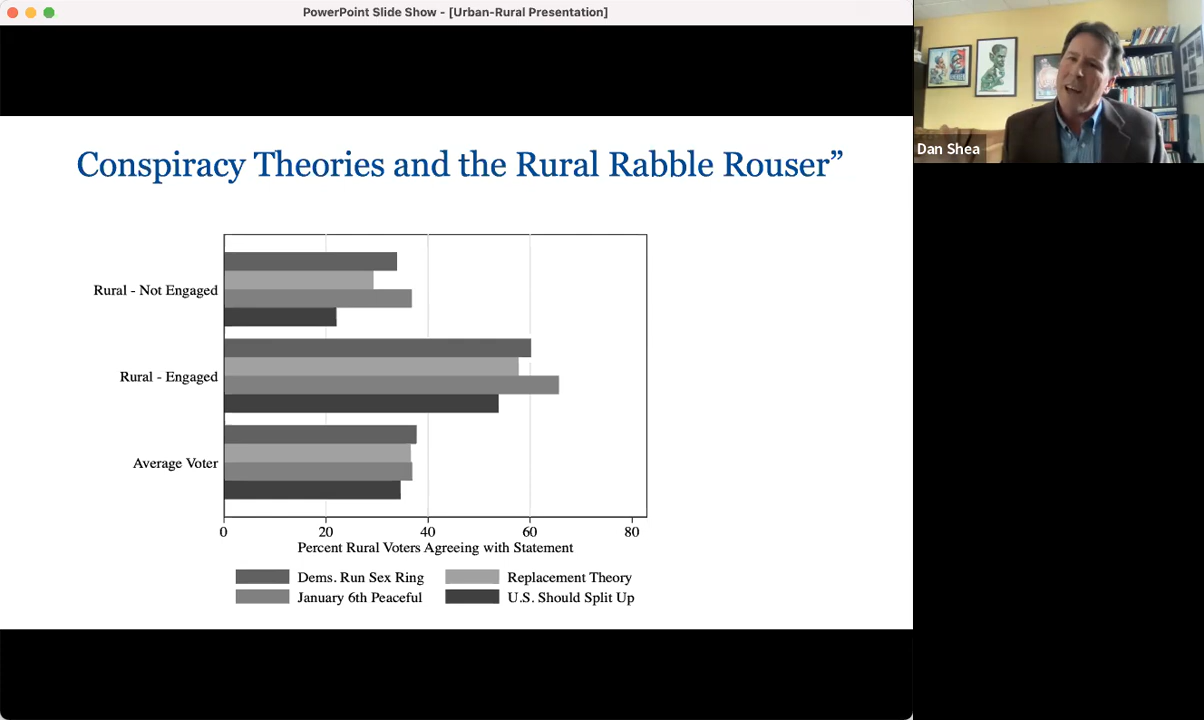 PowerPoint Slide Show - [Urban-Rural Presentation]
Dan Shea
Conspiracy Theories and the Rural Rabble Rouser”
Rural - Not Engaged
Rural - Engaged
Average Voter
0 20 40 60 80
Percent Rural Voters Agreeing with Statement
Dems. Run Sex Ring Replacement Theory
January 6th Peaceful U.S. Should Split Up